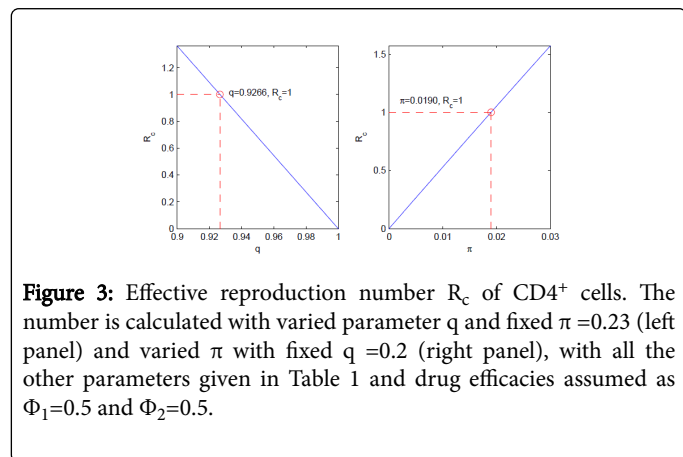 1.2
1
0.8
0.6
0.4
0.2
0
R_c
q=0.9266, R_c=1
0.9 0.92 0.94 0.96 0.98 1
q
1.5
1
0.5
0
R_c
π=0.0190, R_c=1
0 0.01 0.02 0.03
π
Figure 3: Effective reproduction number R_c of CD4⁺ cells. The
number is calculated with varied parameter q and fixed π =0.23 (left
panel) and varied π with fixed q =0.2 (right panel), with all the
other parameters given in Table 1 and drug efficacies assumed as
Φ₁=0.5 and Φ₂=0.5.